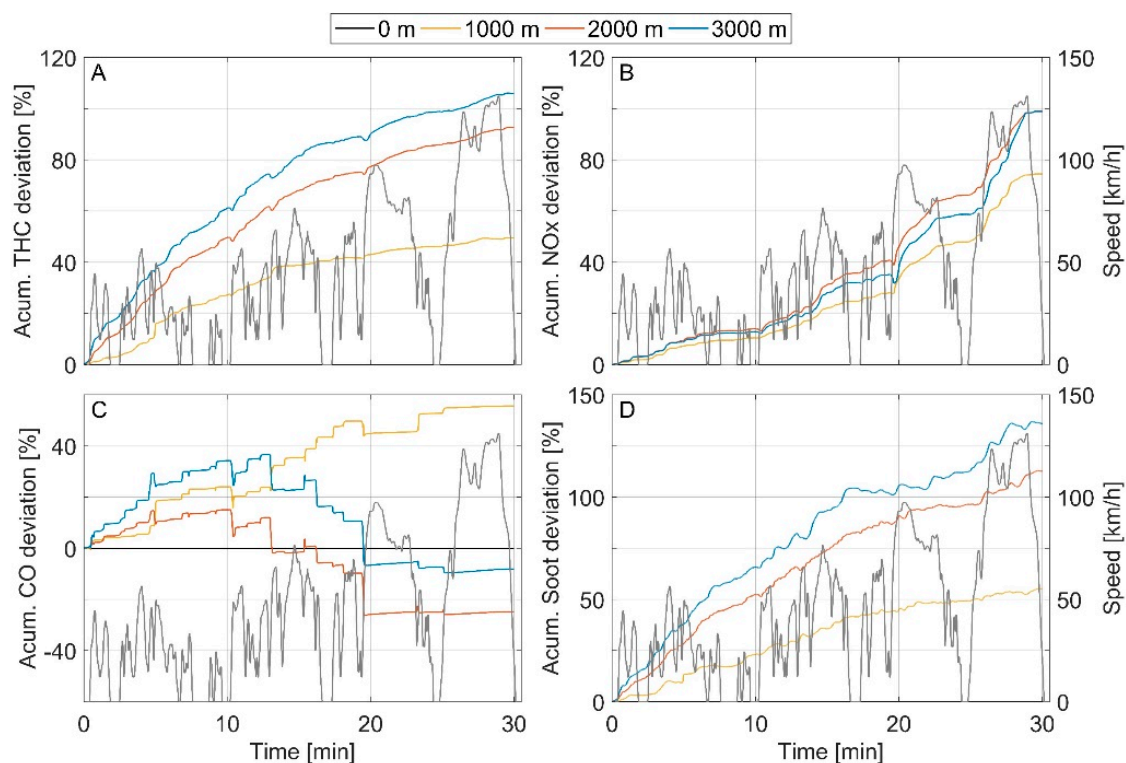 0 m 1000 m 2000 m 3000 m
A
Acum. THC deviation [%]
120
80
40
0
B
Acum. NOx deviation [%]
120
80
40
0
150
100
50
0
Speed [km/h]
C
Acum. CO deviation [%]
40
0
-40
0 10 20 30
Time [min]
D
Acum. Soot deviation [%]
150
100
50
0
150
100
50
0
Speed [km/h]
0 10 20 30
Time [min]